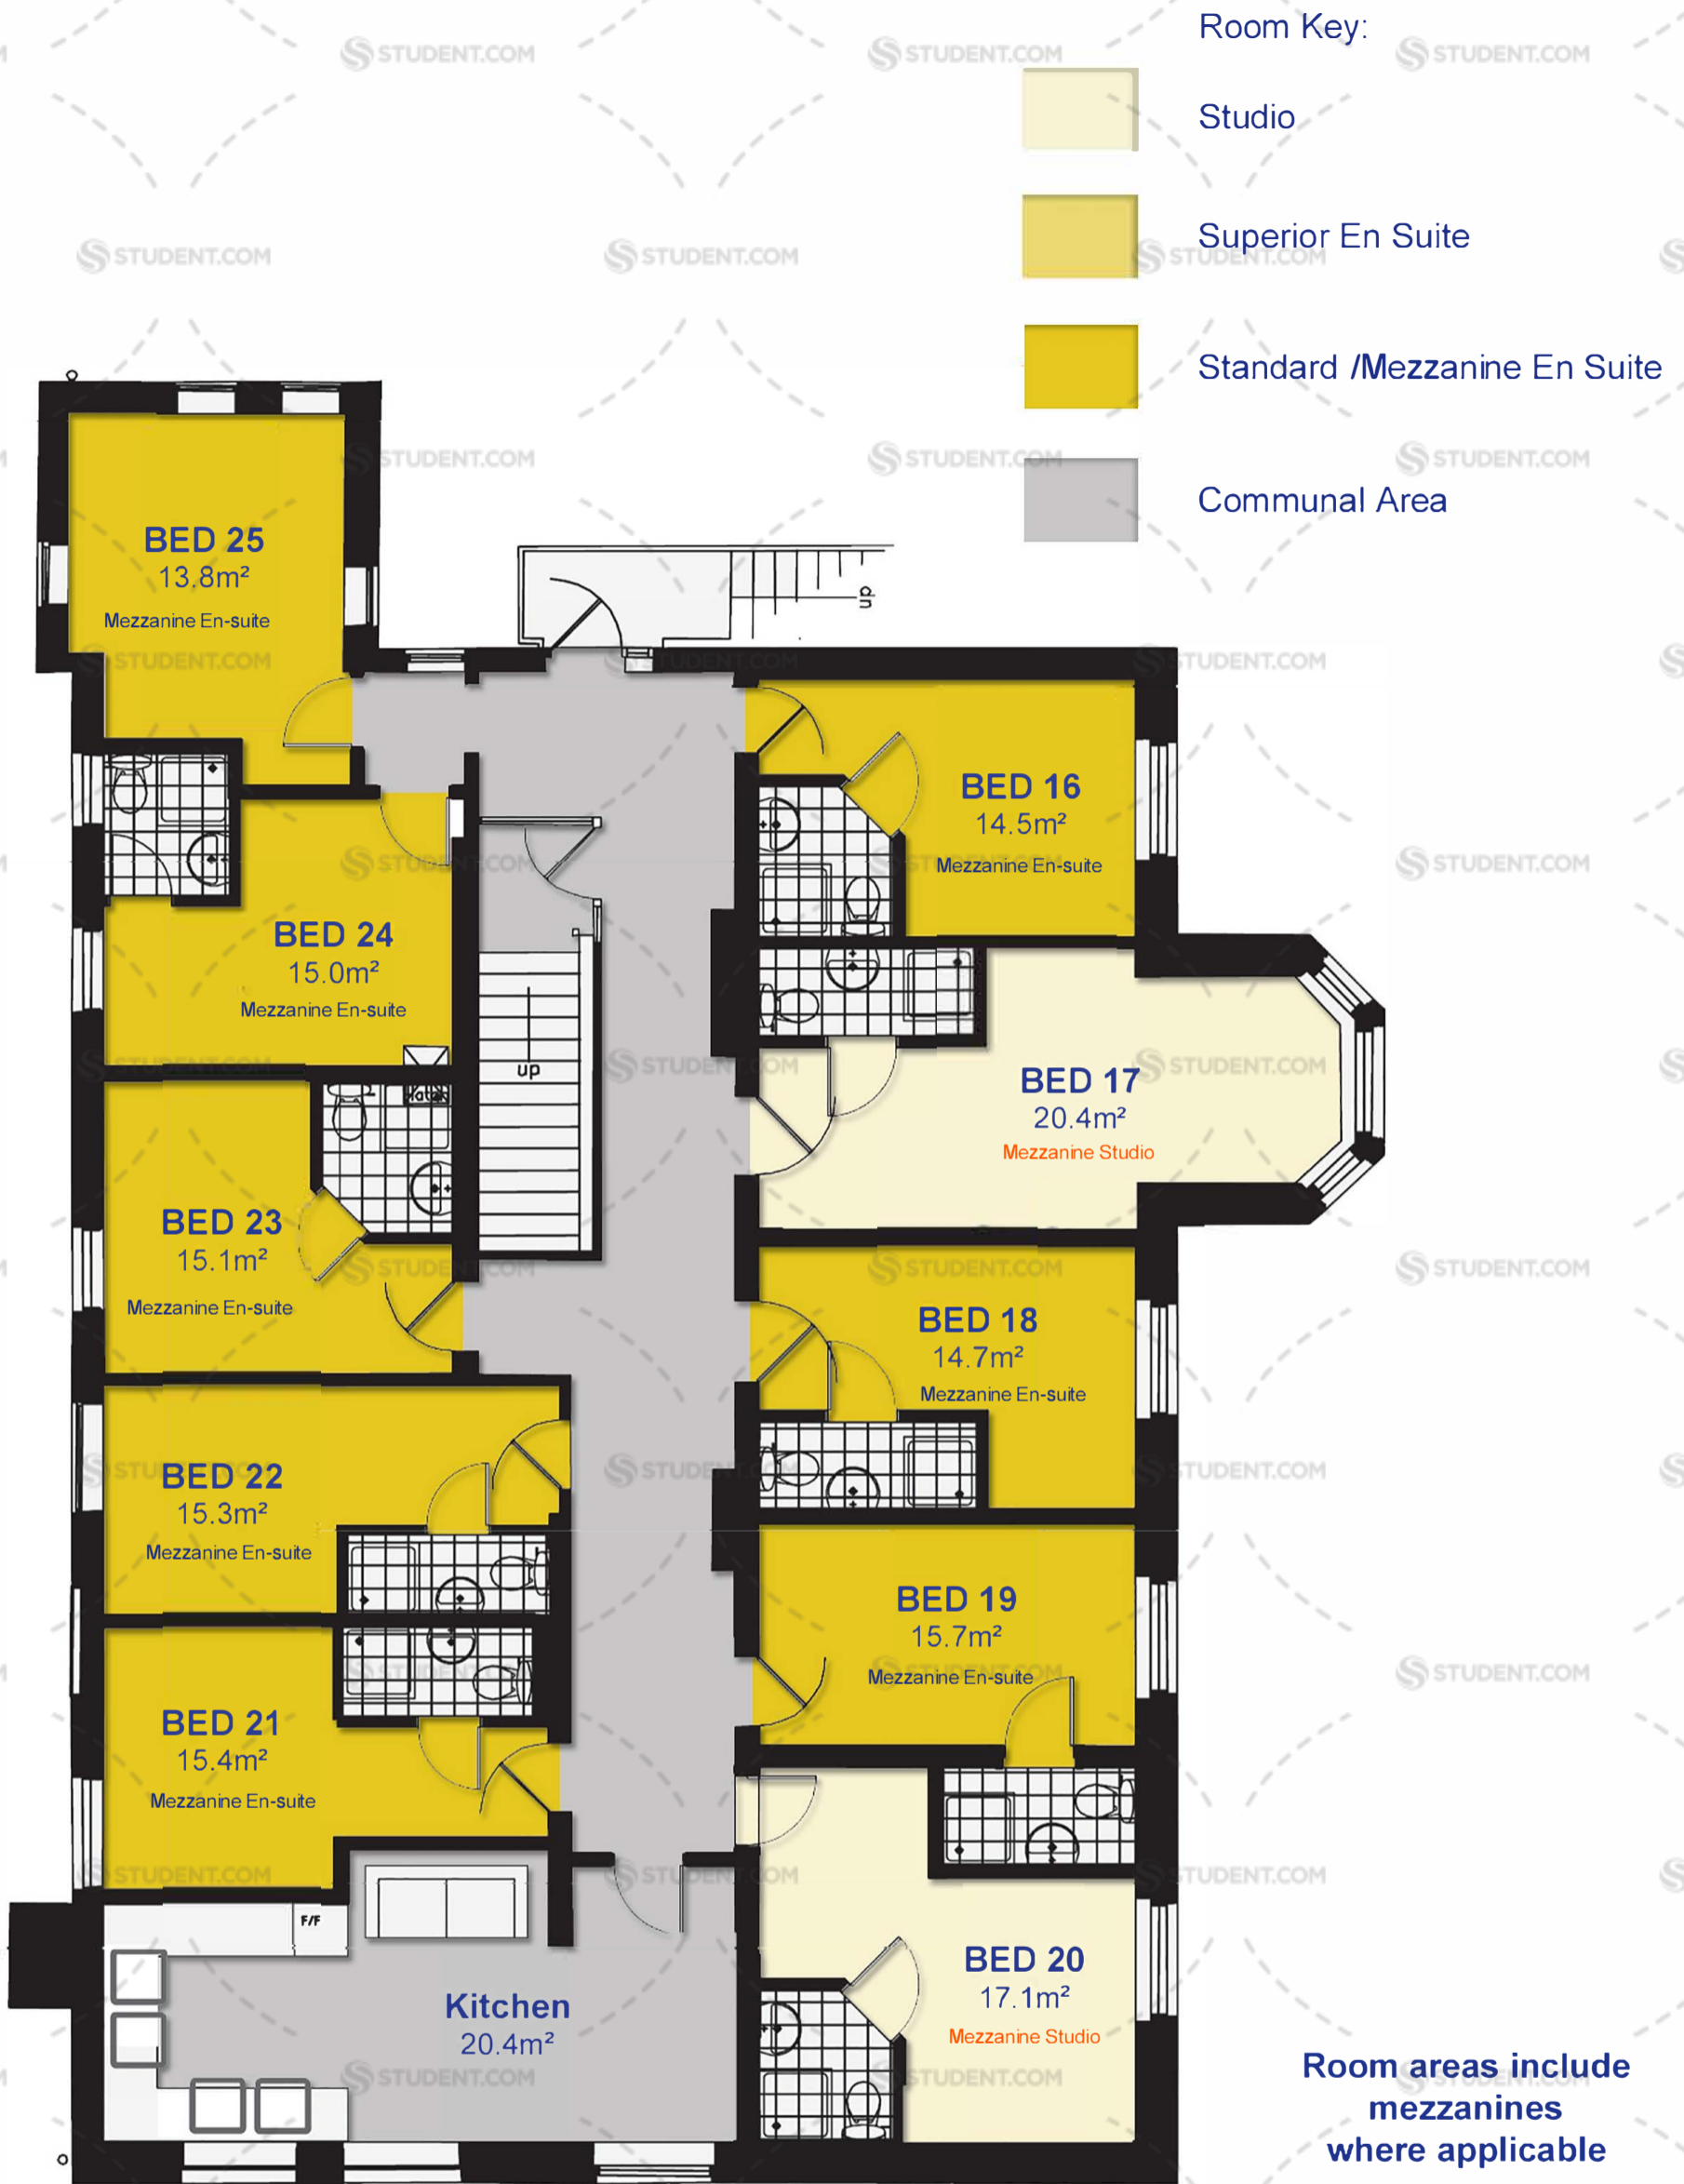 Room Key:
Studio
Superior En Suite
Standard /Mezzanine En Suite
Communal Area
BED 25
13.8m²
Mezzanine En-suite
dn
BED 16
14.5m²
Mezzanine En-suite
BED 24
15.0m²
Mezzanine En-suite
up
BED 17
20.4m²
Mezzanine Studio
Hatch
BED 23
15.1m²
Mezzanine En-suite
BED 18
14.7m²
Mezzanine En-suite
BED 22
15.3m²
Mezzanine En-suite
BED 19
15.7m²
Mezzanine En-suite
BED 21
15.4m²
Mezzanine En-suite
F/F
Kitchen
20.4m²
BED 20
17.1m²
Mezzanine Studio
Room areas include
mezzanines
where applicable
STUDENT.COM